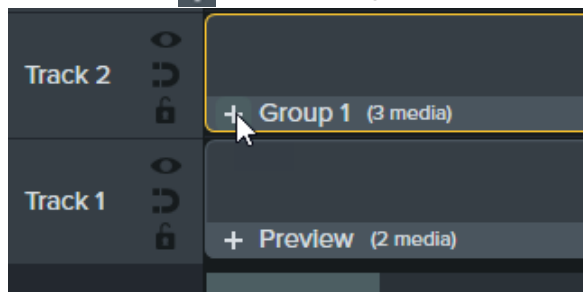 Track 2
+ Group 1 (3 media)
Track 1
+ Preview (2 media)